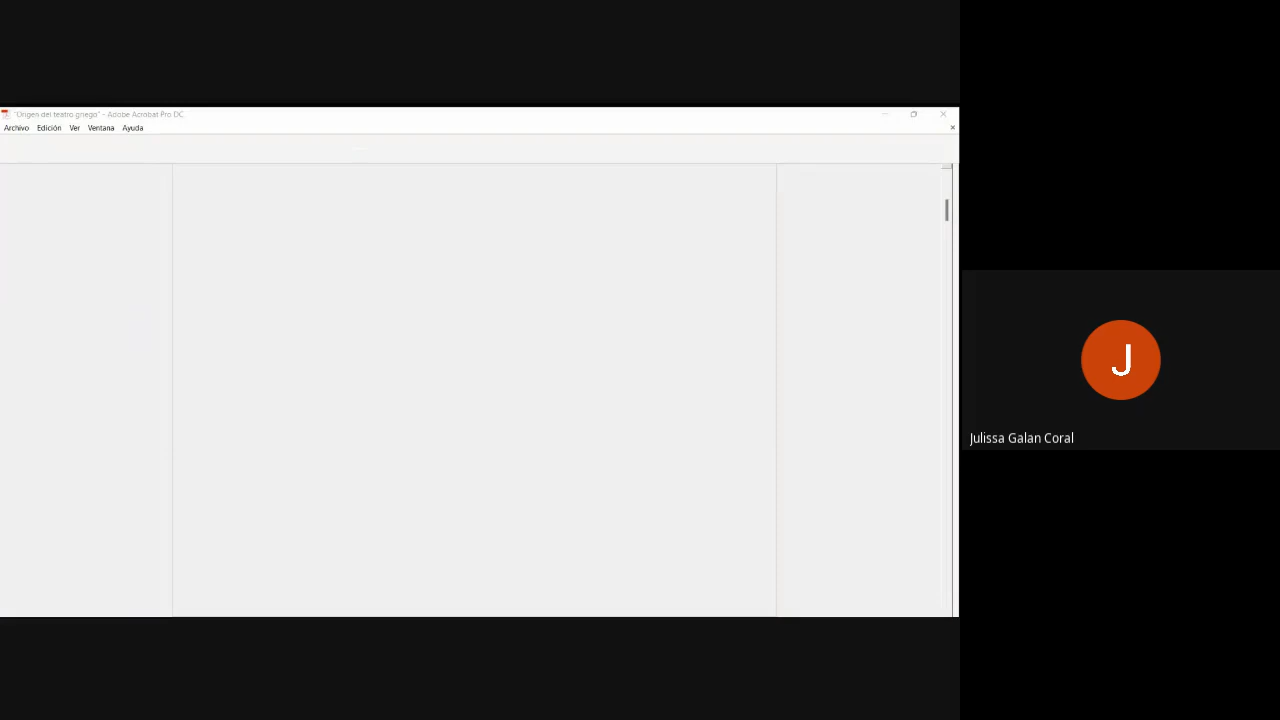 "Origen del teatro griego" - Adobe Acrobat Pro DC
Archivo Edición Ver Ventana Ayuda
J
Julissa Galan Coral